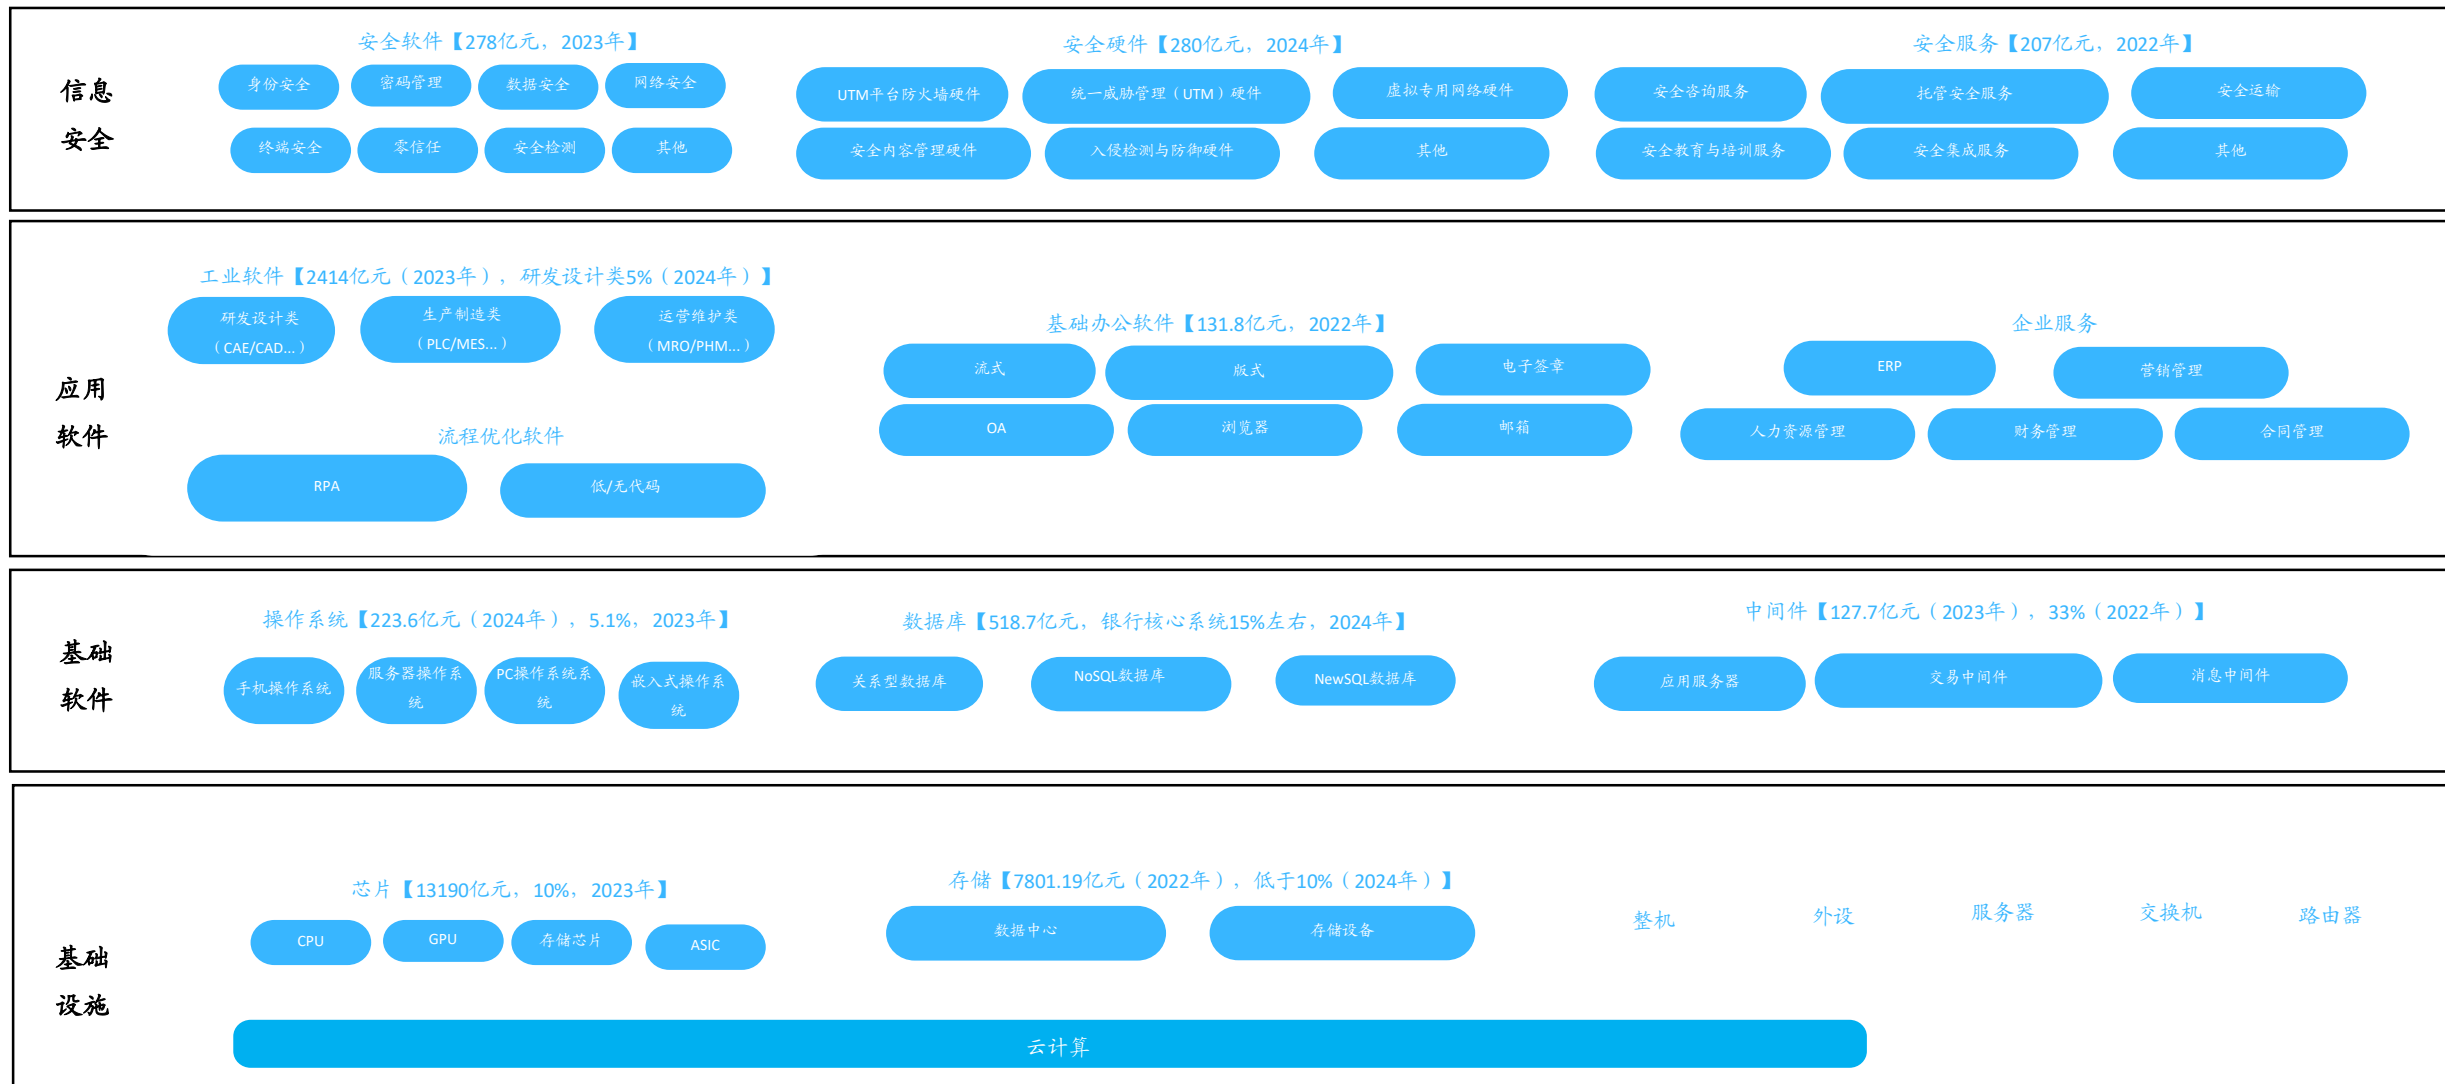 信息
安全
安全软件【278亿元，2023年】
身份安全
密码管理
数据安全
网络安全
终端安全
零信任
安全检测
其他
安全硬件【280亿元，2024年】
UTM平台防火墙硬件
统一威胁管理（UTM）硬件
虚拟专用网络硬件
安全内容管理硬件
入侵检测与防御硬件
其他
安全服务【207亿元，2022年】
安全咨询服务
托管安全服务
安全运输
安全教育与培训服务
安全集成服务
其他
应用
软件
工业软件【2414亿元（2023年），研发设计类5%（2024年）】
研发设计类
（CAE/CAD...）
生产制造类
（PLC/MES...）
运营维护类
（MRO/PHM...）
流程优化软件
RPA
低/无代码
基础办公软件【131.8亿元，2022年】
流式
版式
电子签章
OA
浏览器
邮箱
企业服务
ERP
营销管理
人力资源管理
财务管理
合同管理
基础
软件
操作系统【223.6亿元（2024年），5.1%，2023年】
手机操作系统
服务器操作系
统
PC操作系统系
统
嵌入式操作系
统
数据库【518.7亿元，银行核心系统15%左右，2024年】
关系型数据库
NoSQL数据库
NewSQL数据库
中间件【127.7亿元（2023年），33%（2022年）】
应用服务器
交易中间件
消息中间件
基础
设施
芯片【13190亿元，10%，2023年】
CPU
GPU
存储芯片
ASIC
存储【7801.19亿元（2022年），低于10%（2024年）】
数据中心
存储设备
整机
外设
服务器
交换机
路由器
云计算